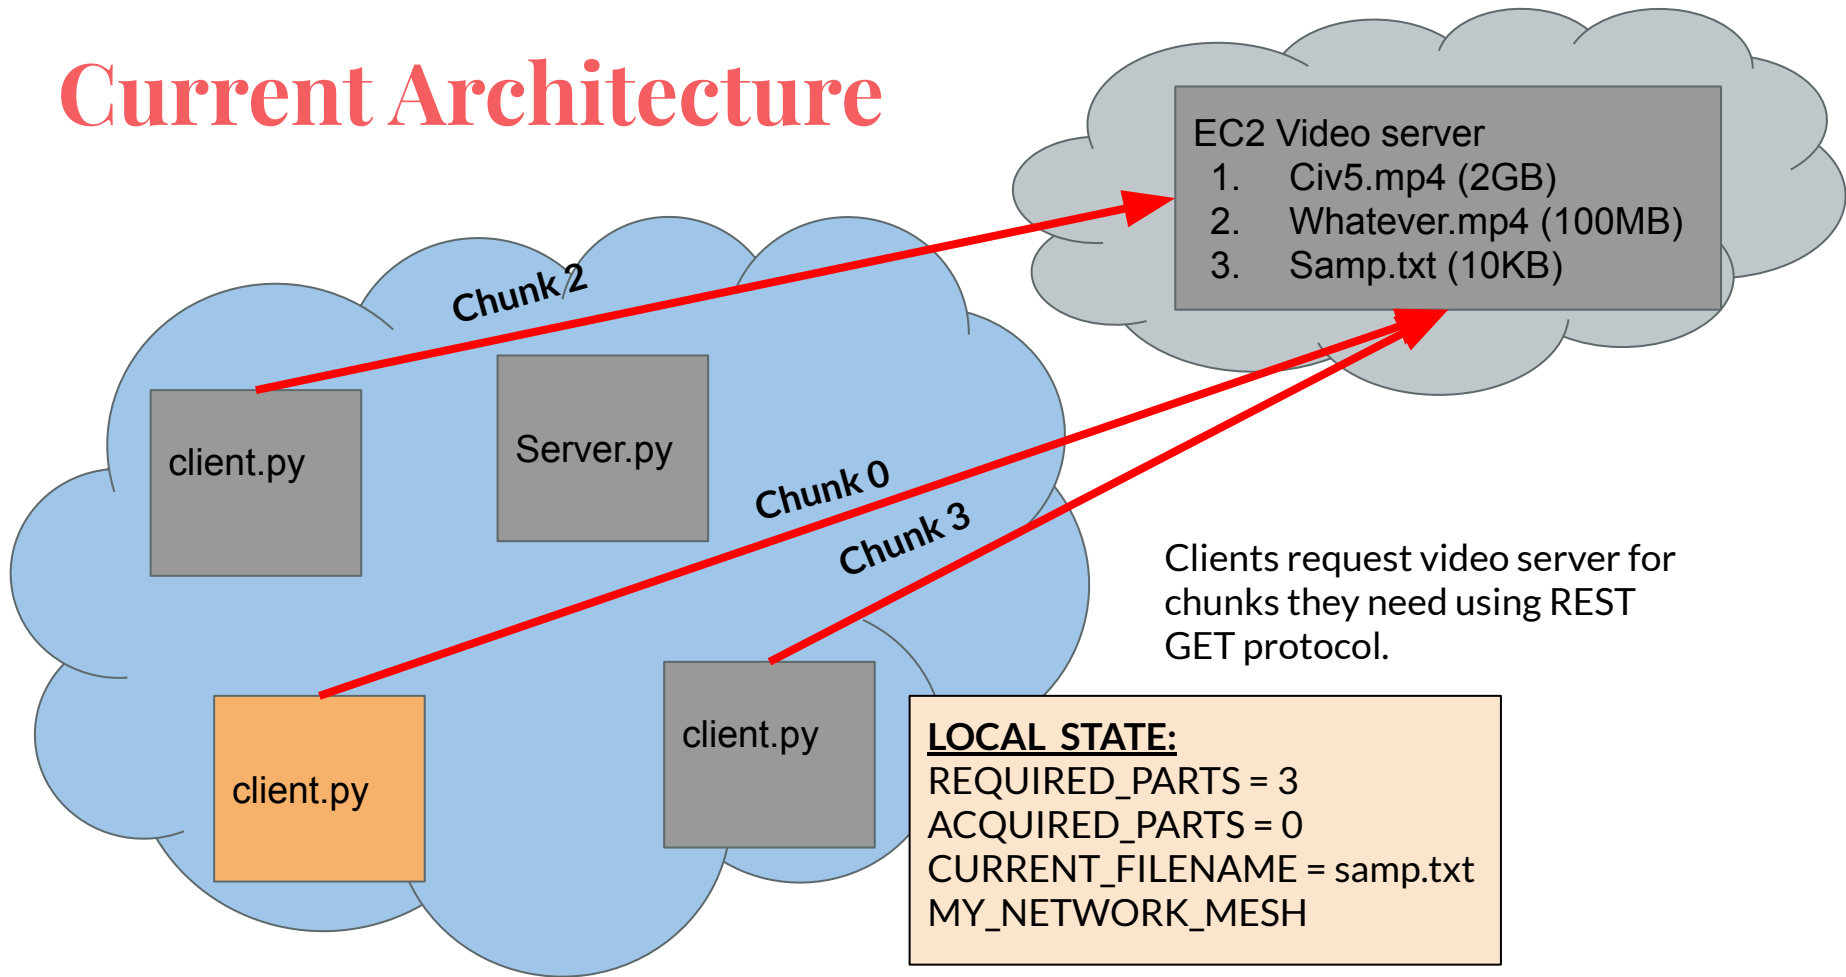 Current Architecture
EC2 Video server
1. Civ5.mp4 (2GB)
2. Whatever.mp4 (100MB)
3. Samp.txt (10KB)
Chunk 2
client.py
Server.py
Chunk 0
Chunk 3
Clients request video server for
chunks they need using REST
GET protocol.
client.py
client.py
LOCAL STATE:
REQUIRED_PARTS = 3
ACQUIRED_PARTS = 0
CURRENT_FILENAME = samp.txt
MY_NETWORK_MESH